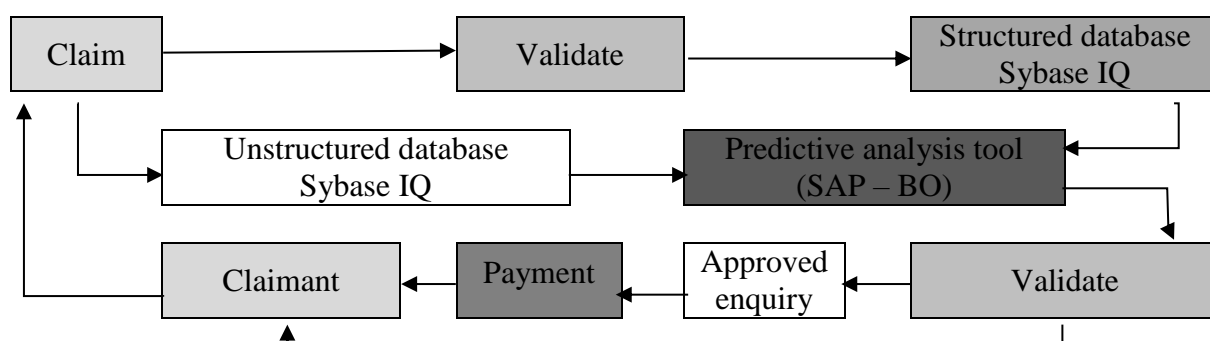 Claim
Validate
Structured database
Sybase IQ
Unstructured database
Sybase IQ
Predictive analysis tool
(SAP – BO)
Claimant
Payment
Approved
enquiry
Validate